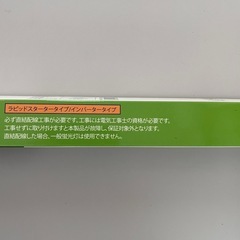 ラピッドスタータータイプ/インバータータイプ
必ず直結配線工事が必要です。工事には電気工事士の資格が必要です。
工事せずに取り付けますと本製品が故障し、保証対象外となります。
直結配線した場合、一般蛍光灯は使用できません。